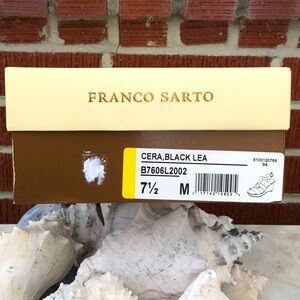 FRANCO SARTO
CERA,BLACK LEA
B7606L2002
7½ M